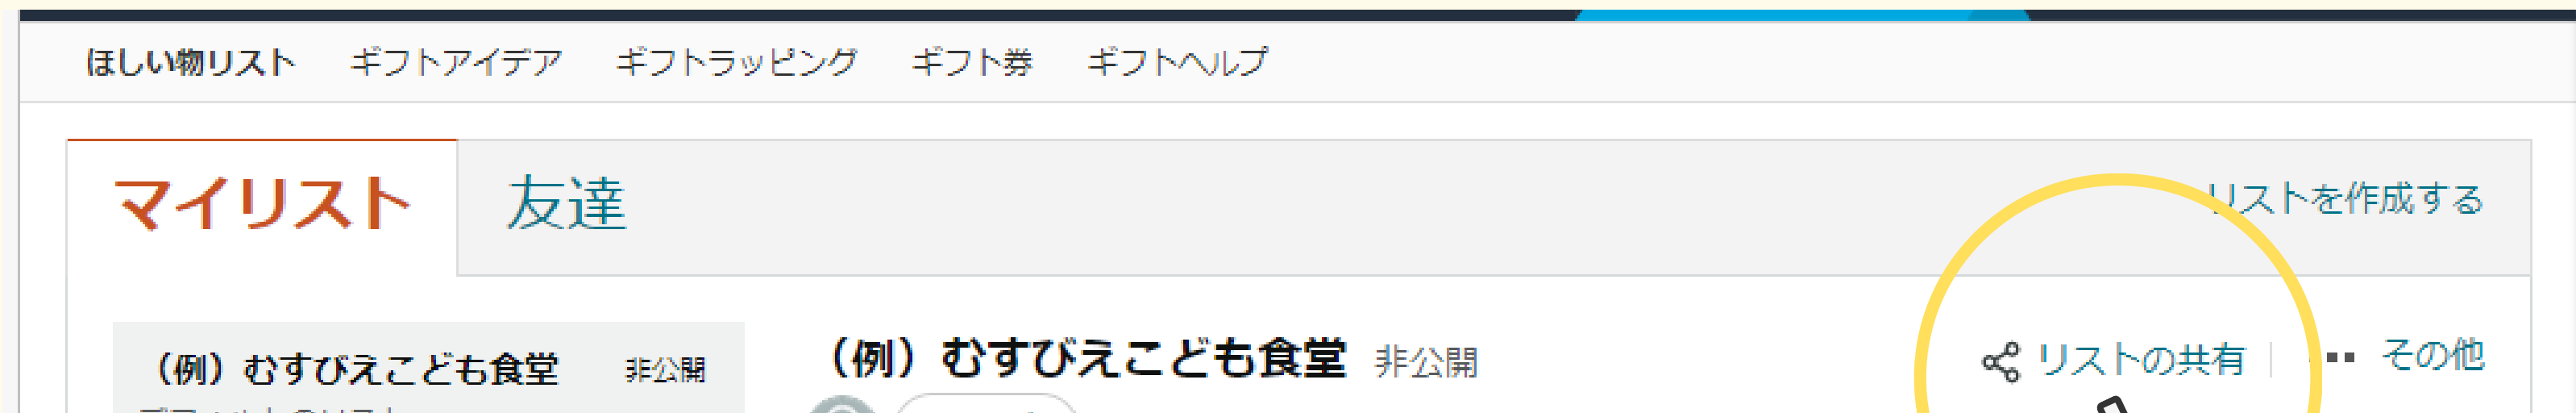 ほしい物リスト ギフトアイデア ギフトラッピング ギフト券 ギフトヘルプ
マイリスト 友達 リストを作成する
（例）むすびえこども食堂 非公開 （例）むすびえこども食堂 非公開 リストの共有 その他